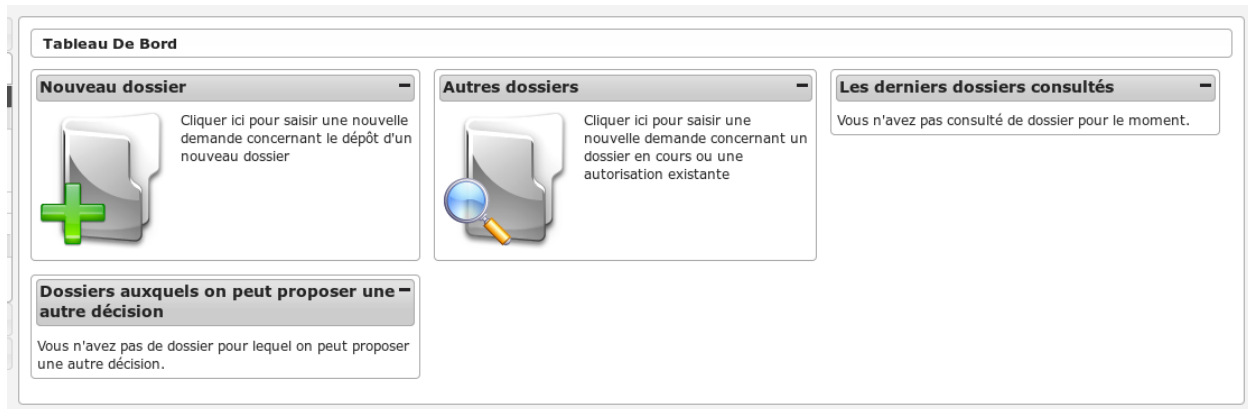 Tableau De Bord
Nouveau dossier
Cliquer ici pour saisir une nouvelle
demande concernant le dépôt d'un
nouveau dossier
Autres dossiers
Cliquer ici pour saisir une
nouvelle demande concernant un
dossier en cours ou une
autorisation existante
Les derniers dossiers consultés
Vous n'avez pas consulté de dossier pour le moment.
Dossiers auxquels on peut proposer une
autre décision
Vous n'avez pas de dossier pour lequel on peut proposer
une autre décision.